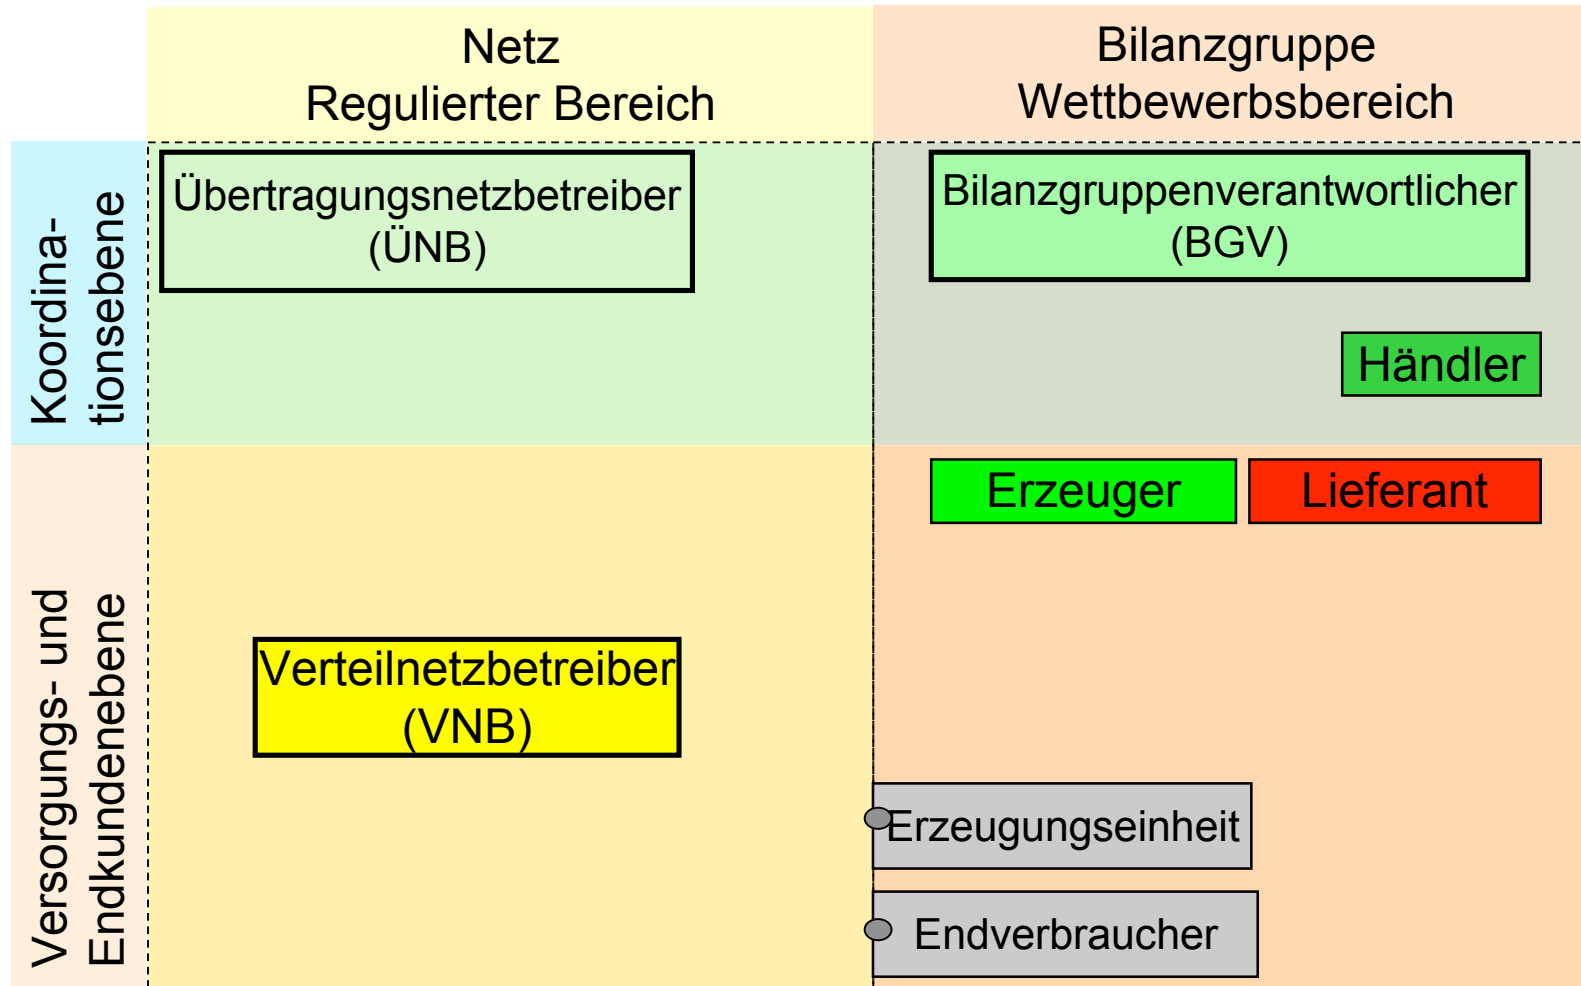 Netz
Regulierter Bereich
Bilanzgruppe
Wettbewerbsbereich
Koordina-
tionsebene
Übertragungsnetzbetreiber
(ÜNB)
Bilanzgruppenverantwortlicher
(BGV)
Händler
Versorgungs- und
Endkundenebene
Erzeuger
Lieferant
Verteilnetzbetreiber
(VNB)
Erzeugungseinheit
Endverbraucher